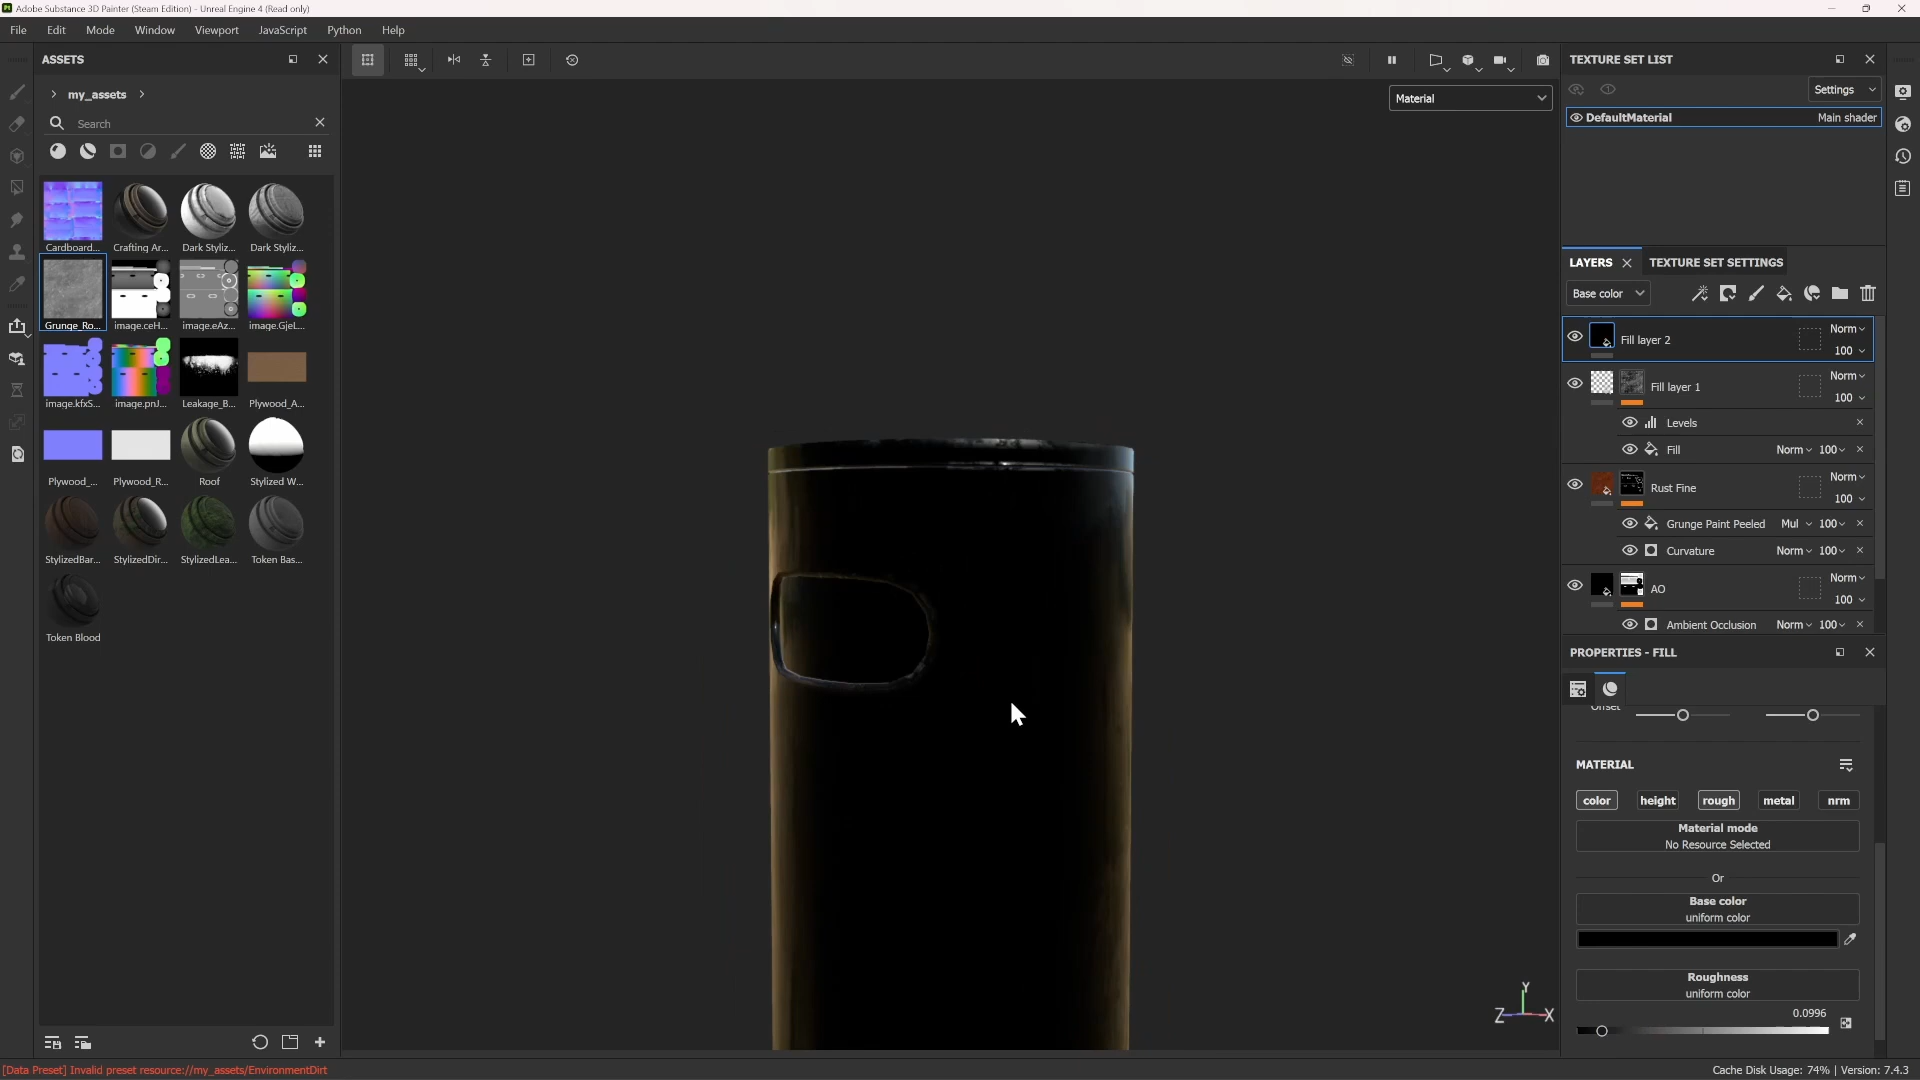 Adobe Substance 3D Painter (Steam Edition) - Unreal Engine 4 (Read only)
File Edit Mode Window Viewport JavaScript Python Help
ASSETS
my_assets
Search
Cardboard... Crafting Ar... Dark Styliz... Dark Styliz...
Grunge_Ro... image.ceH... image.eAz... image.GjeL...
image.kfxS... image.pnJ... Leakage_B... Plywood_A...
Plywood_... Plywood_R... Roof Stylized W...
StylizedBar... StylizedDir... StylizedLea... Token Bas...
Token Blood
Material
Y
Z X
TEXTURE SET LIST
Settings
DefaultMaterial Main shader
LAYERS TEXTURE SET SETTINGS
Base color
Fill layer 2 Norm
100
Fill layer 1 Norm
100
Levels
Fill Norm 100
Rust Fine Norm
100
Grunge Paint Peeled Mul 100
Curvature Norm 100
AO Norm
100
Ambient Occlusion Norm 100
PROPERTIES - FILL
Offset
MATERIAL
color height rough metal nrm
Material mode
No Resource Selected
Or
Base color
uniform color
Roughness
uniform color
0.0996
[Data Preset] Invalid preset resource://my_assets/EnvironmentDirt
Cache Disk Usage: 74% | Version: 7.4.3